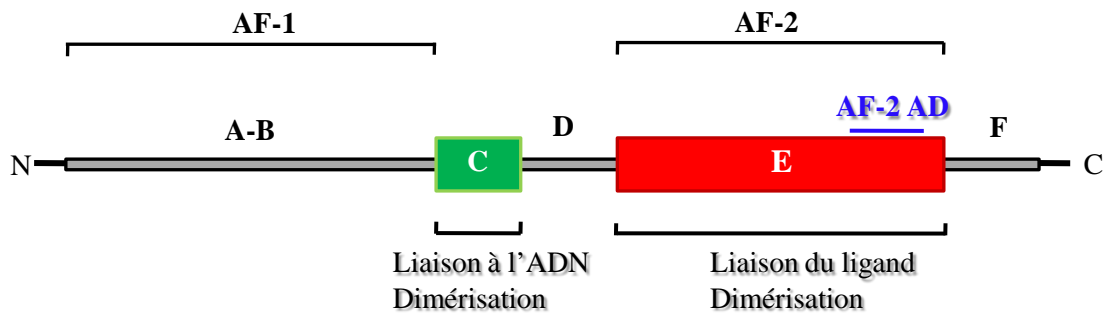 AF-1 AF-2
AF-2 AD
A-B D F
N C E C
Liaison à l’ADN Liaison du ligand
Dimérisation Dimérisation